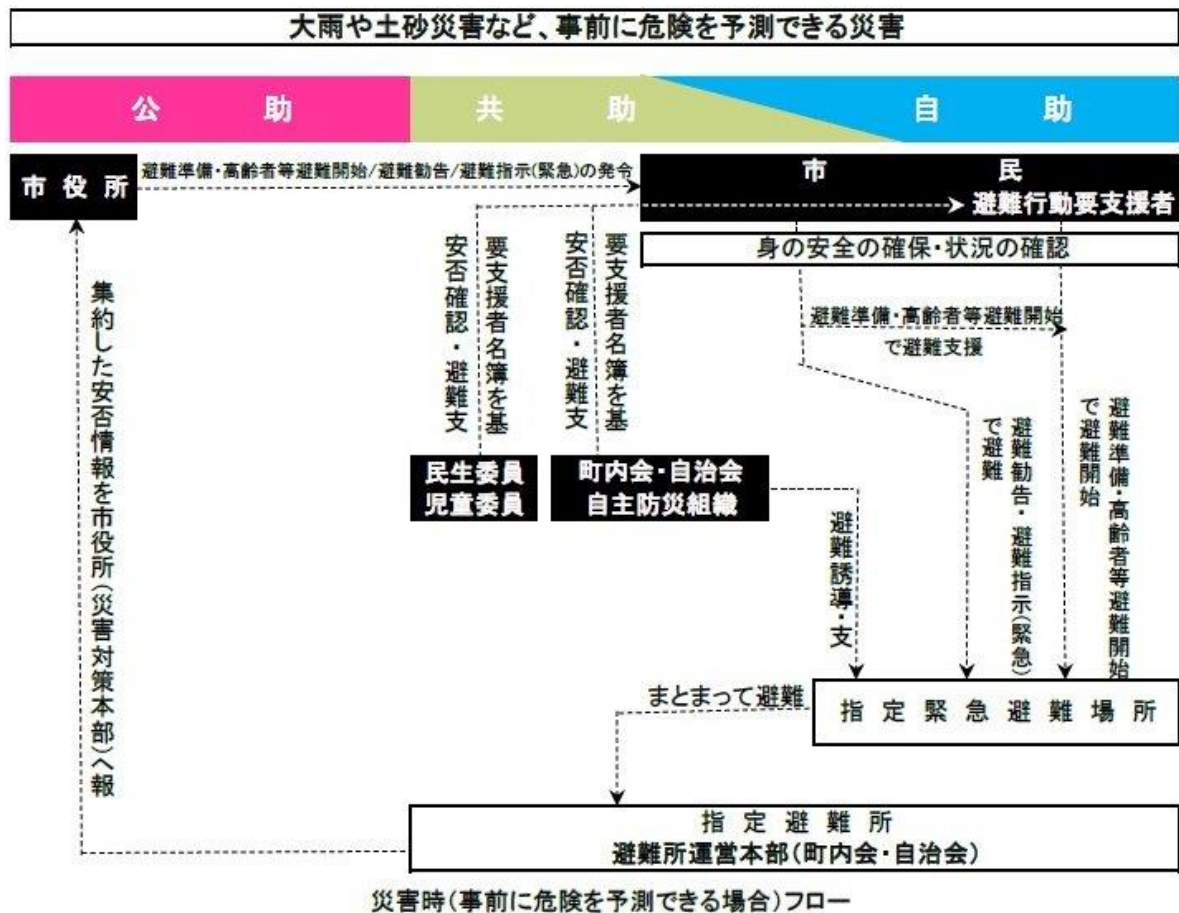 大雨や土砂災害など、事前に危険を予測できる災害
公助
共助
自助
市役所
避難準備・高齢者等避難開始/避難勧告/避難指示(緊急)の発令
市民
避難行動要支援者
身の安全の確保・状況の確認
避難準備・高齢者等避難開始
で避難支援
要支援者名簿を基
安否確認・避難支
要支援者名簿を基
安否確認・避難支
民生委員
児童委員
町内会・自治会
自主防災組織
避難誘導・支
避難勧告・避難指示(緊急)
で避難
避難準備・高齢者等避難開始
で避難開始
集約した安否情報を市役所(災害対策本部)へ報
まとまって避難
指定緊急避難場所
指定避難所
避難所運営本部(町内会・自治会)
災害時(事前に危険を予測できる場合)フロー